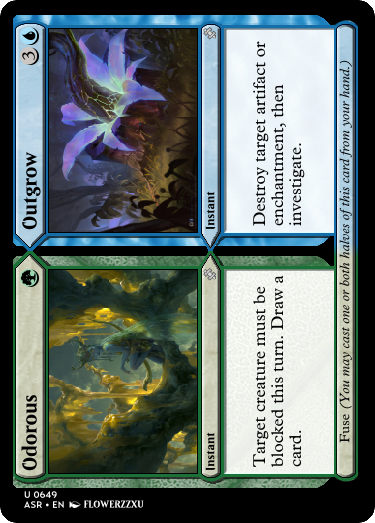 Odorous
Instant
Target creature must be
blocked this turn. Draw a
card.
Outgrow
3
Instant
Destroy target artifact or
enchantment, then
investigate.
Fuse (You may cast one or both halves of this card from your hand.)
U 0649
ASR • EN FLOWERZZXU